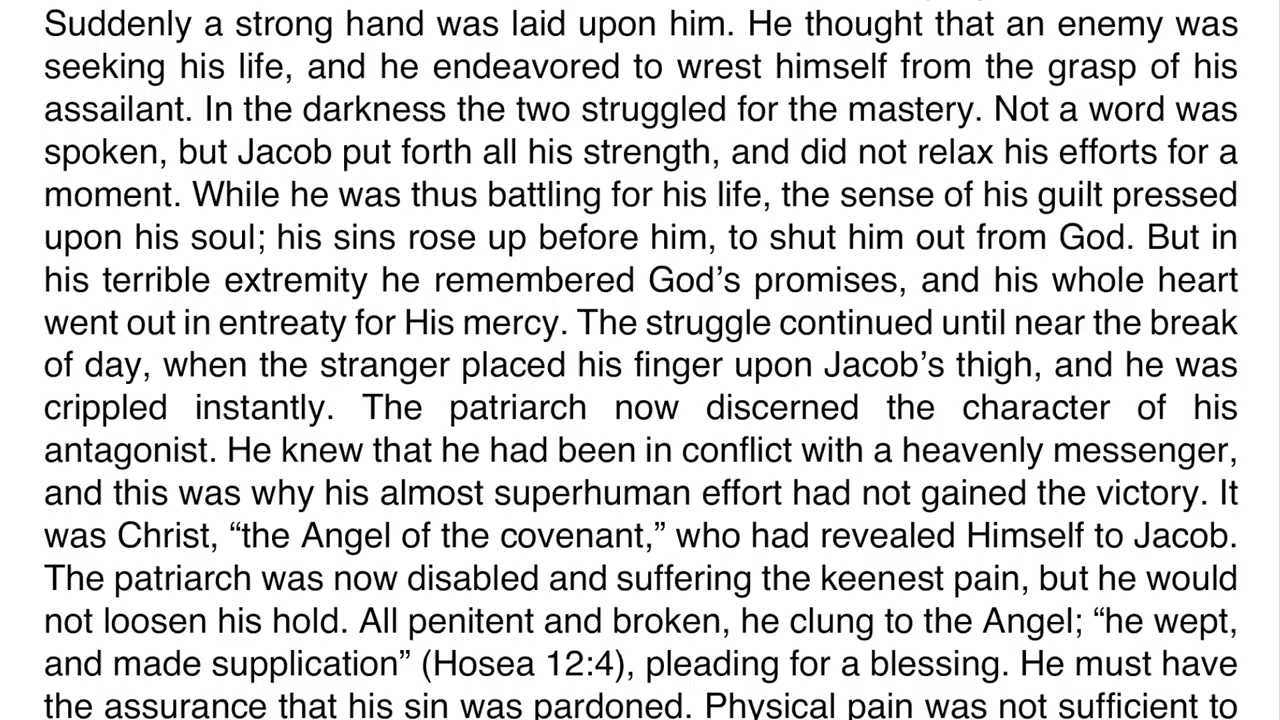 Suddenly a strong hand was laid upon him. He thought that an enemy was
seeking his life, and he endeavored to wrest himself from the grasp of his
assailant. In the darkness the two struggled for the mastery. Not a word was
spoken, but Jacob put forth all his strength, and did not relax his efforts for a
moment. While he was thus battling for his life, the sense of his guilt pressed
upon his soul; his sins rose up before him, to shut him out from God. But in
his terrible extremity he remembered God’s promises, and his whole heart
went out in entreaty for His mercy. The struggle continued until near the break
of day, when the stranger placed his finger upon Jacob’s thigh, and he was
crippled instantly. The patriarch now discerned the character of his
antagonist. He knew that he had been in conflict with a heavenly messenger,
and this was why his almost superhuman effort had not gained the victory. It
was Christ, “the Angel of the covenant,” who had revealed Himself to Jacob.
The patriarch was now disabled and suffering the keenest pain, but he would
not loosen his hold. All penitent and broken, he clung to the Angel; “he wept,
and made supplication” (Hosea 12:4), pleading for a blessing. He must have
the assurance that his sin was pardoned. Physical pain was not sufficient to